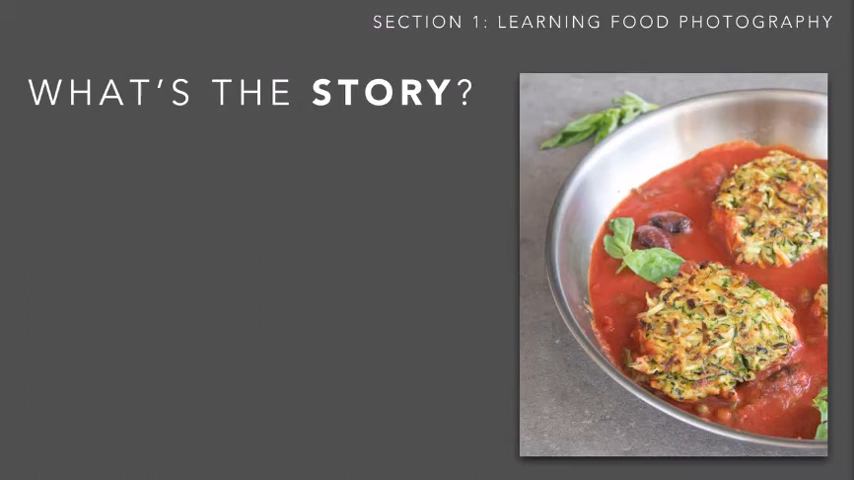 SECTION 1: LEARNING FOOD PHOTOGRAPHY
WHAT'S THE STORY?